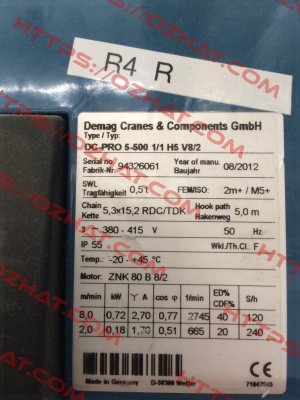 R4 R
HTTPS://OZHAT.COM
Demag Cranes & Components GmbH
Type / Typ:
DC-PRO 5-500 1/1 H5 V8/2
Serial no. 94326061 Year of manu. 08/2012
Fabrik-Nr. Baujahr
SWL 0,5 t FEM/ISO: 2m+ / M5+
Tragfähigkeit
Chain 5,3x15,2 RDC/TDK Hook path 5,0 m
Kette Hakenweg
3 ~ 380 - 415 V 50 Hz
IP 55 Wkl./Th.Cl. : F
Temp.: -20 - +45 °C
Motor: ZNK 80 B 8/2
m/min kW Y A cos φ 1/min ED% CDF% S/h
8,0 0,72 2,70 0,77 2745 40 120
2,0 0,18 1,70 0,51 665 20 240
Made in Germany D-58300 Wetter 71847545
CE